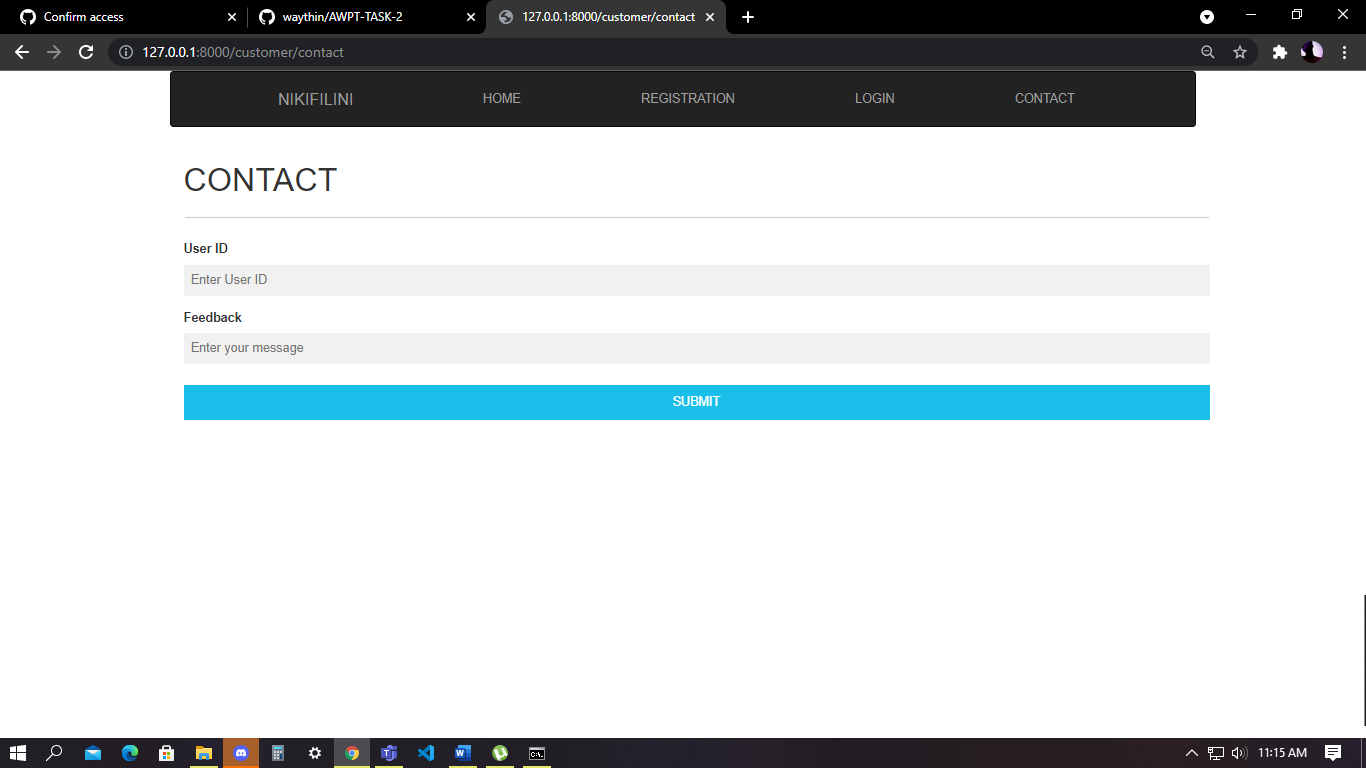 Confirm access
waythin/AWPT-TASK-2
127.0.0.1:8000/customer/contact
127.0.0.1:8000/customer/contact
NIKIFILINI HOME REGISTRATION LOGIN CONTACT
CONTACT
User ID
Enter User ID
Feedback
Enter your message
SUBMIT
11:15 AM